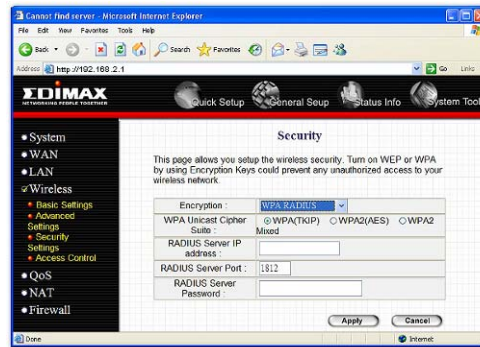 Cannot find server - Microsoft Internet Explorer
File Edit View Favorites Tools Help
Back Search Favorites
Address http://192.168.2.1 Go Links
EDIMAX
NETWORKING PEOPLE TOGETHER
Quick Setup General Seup Status Info System Tool
System
WAN
LAN
Wireless
Basic Settings
Advanced
Settings
Security
Settings
Access Control
QoS
NAT
Firewall
Security
This page allows you setup the wireless security. Turn on WEP or WPA
by using Encryption Keys could prevent any unauthorized access to your
wireless network.
Encryption : WPA RADIUS
WPA Unicast Cipher WPA(TKIP) WPA2(AES) WPA2
Suite : Mixed
RADIUS Server IP
address :
RADIUS Server Port : 1812
RADIUS Server
Password :
Apply Cancel
Done Internet